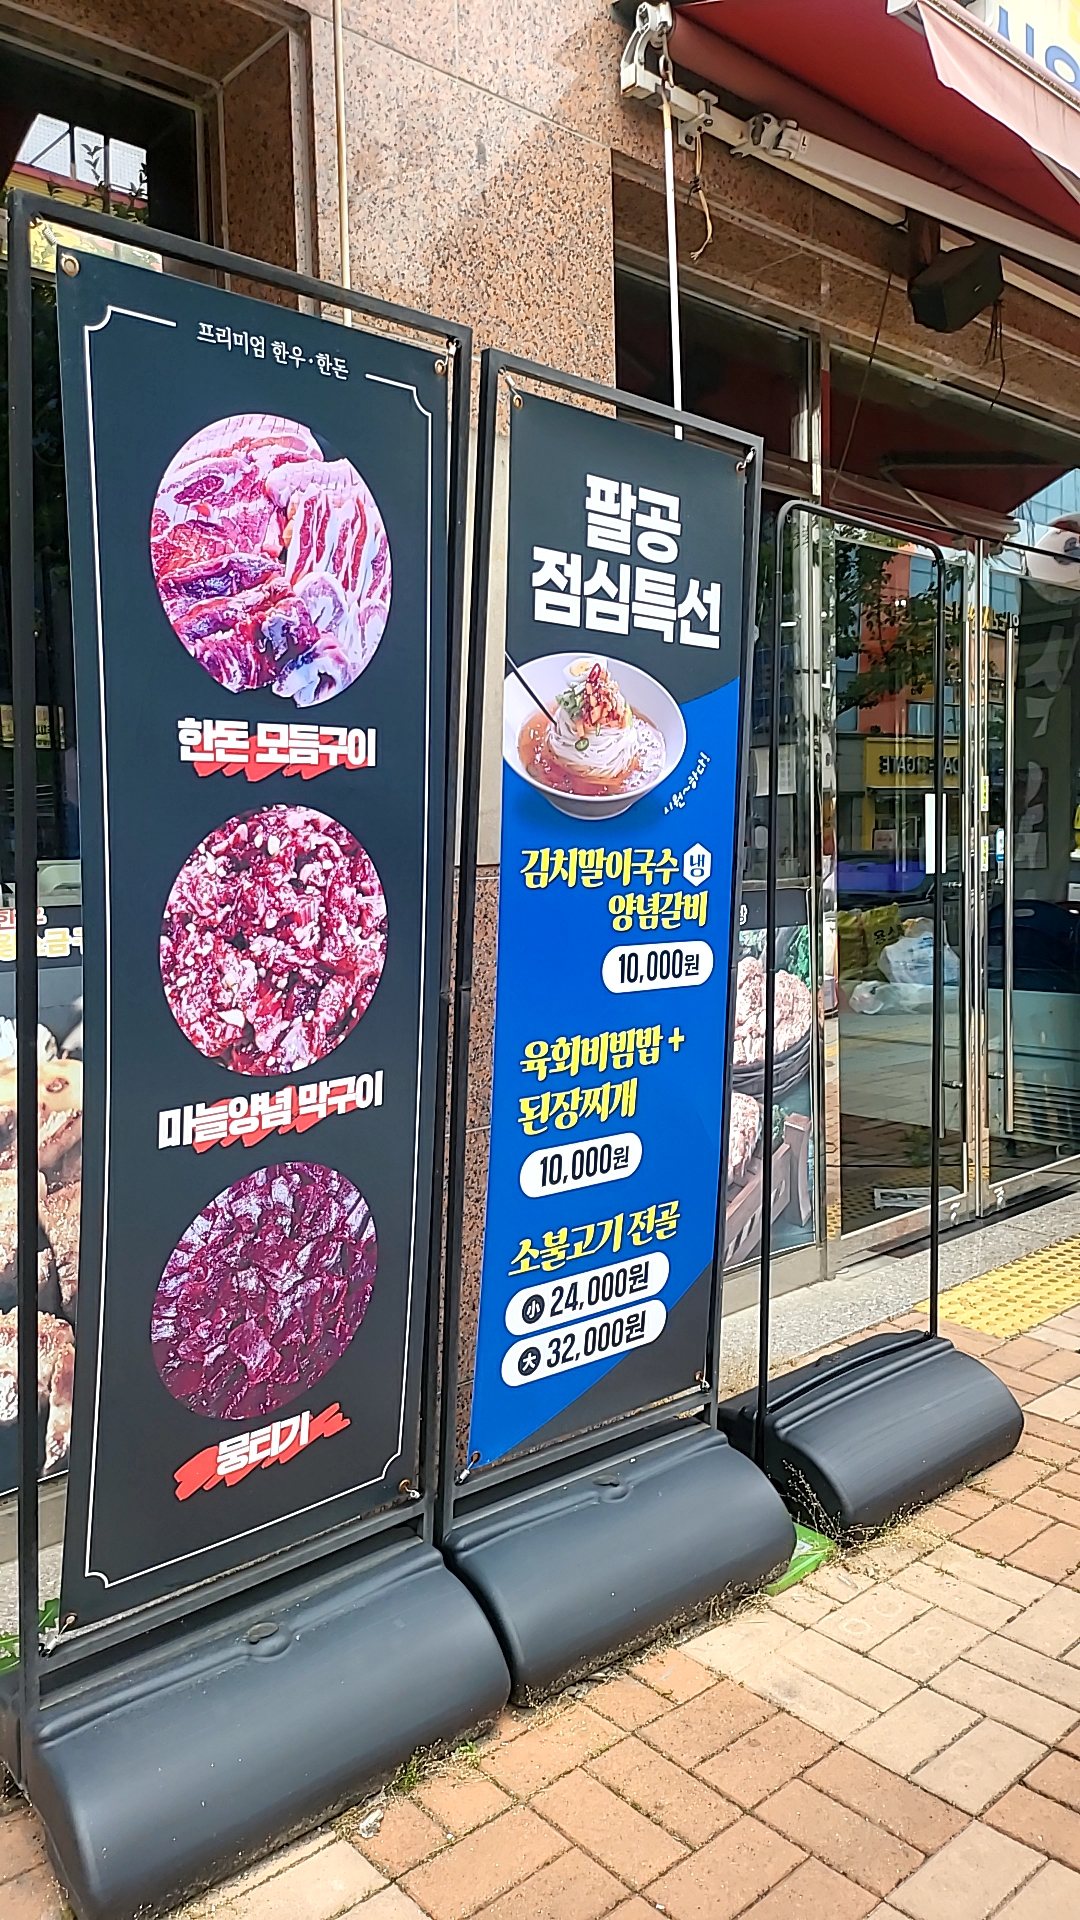 프리미엄 한우·한돈
한돈 모듬구이
마늘양념 막구이
뭉티기
팔공
점심특선
시원~하다!
김치말이국수 냉
양념갈비
10,000원
육회비빔밥 +
된장찌개
10,000원
소불고기 전골
小 24,000원
大 32,000원